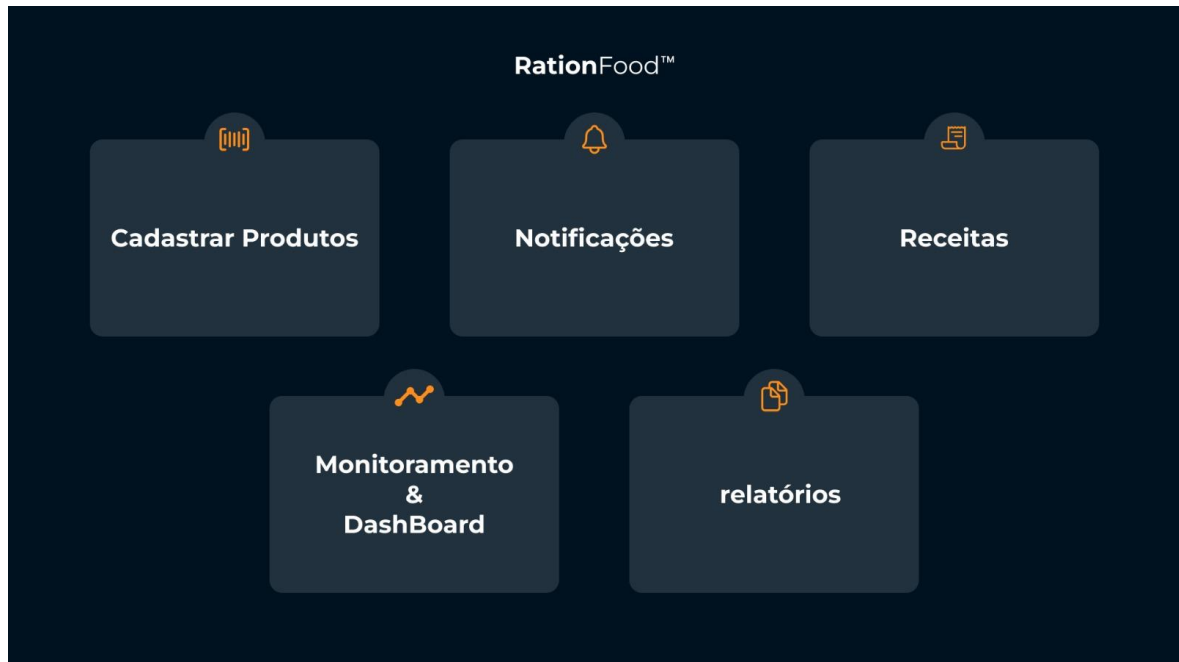 RationFood™
Cadastrar Produtos
Notificações
Receitas
Monitoramento
&
DashBoard
relatórios